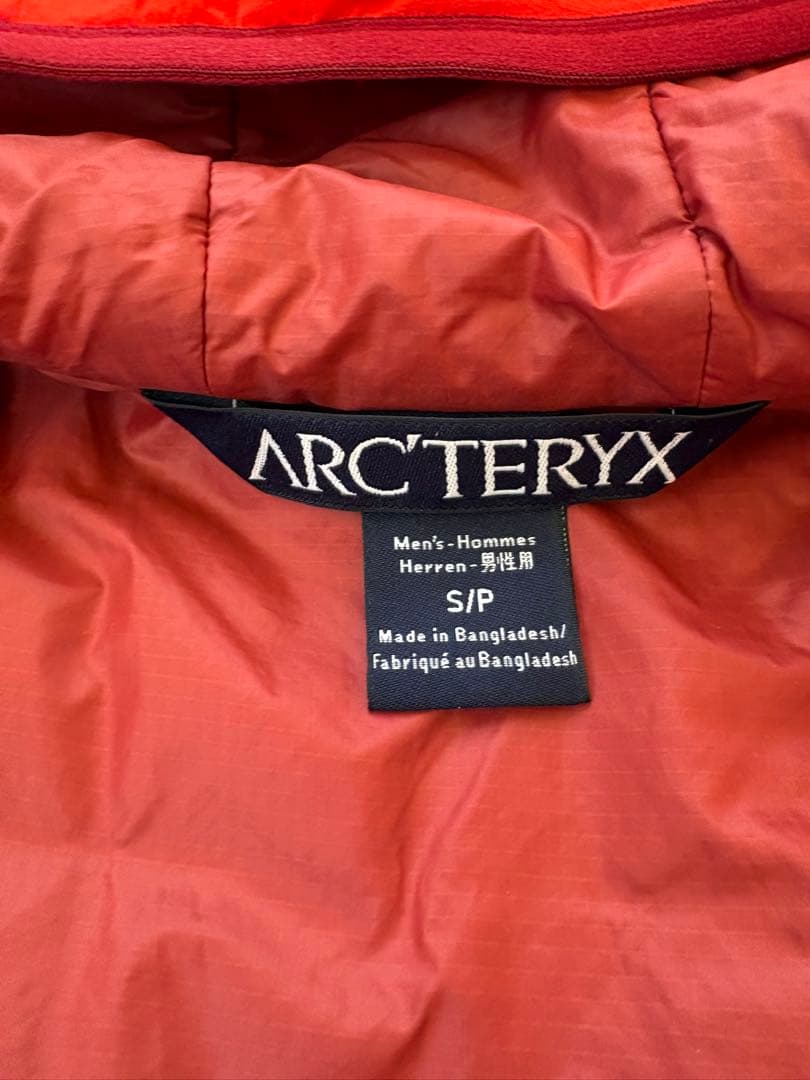 ARC'TERYX
Men's-Hommes
Herren-男性用
S/P
Made in Bangladesh/
Fabriqué au Bangladesh